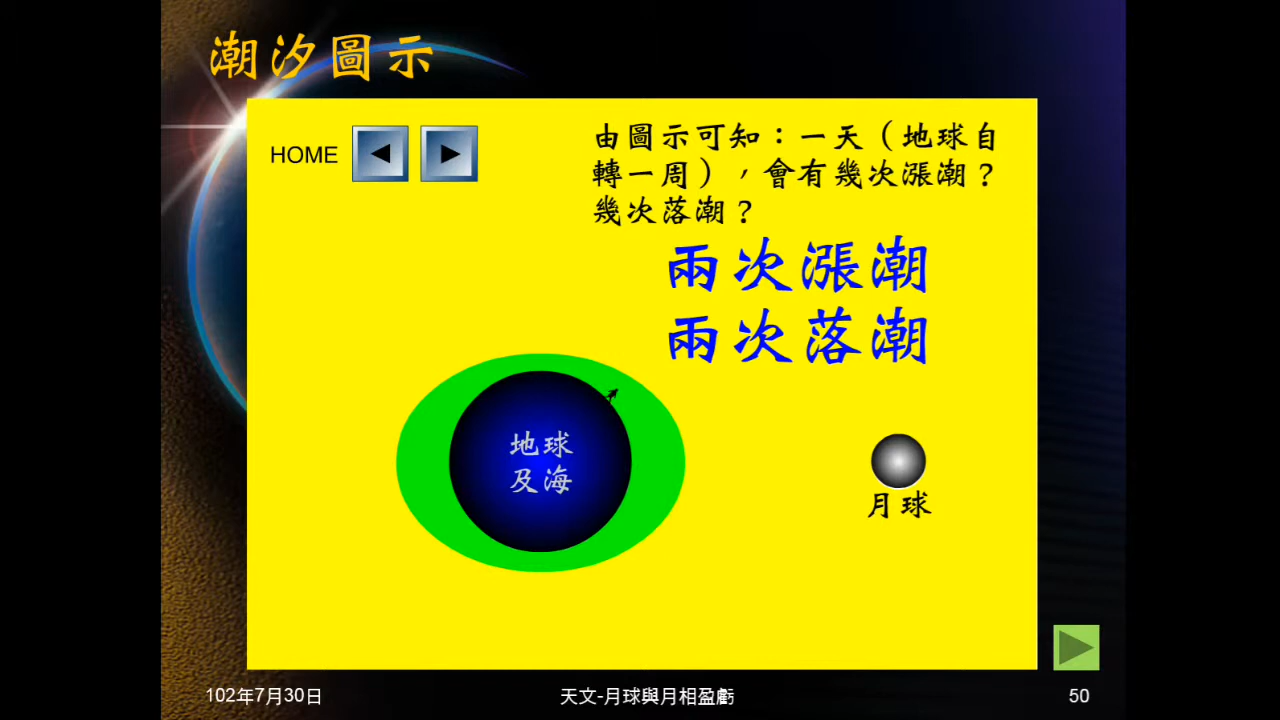 潮汐圖示
HOME
由圖示可知：一天（地球自
轉一周），會有幾次漲潮？
幾次落潮？
兩次漲潮
兩次落潮
地球
及海
月球
102年7月30日
天文-月球與月相盈虧
50